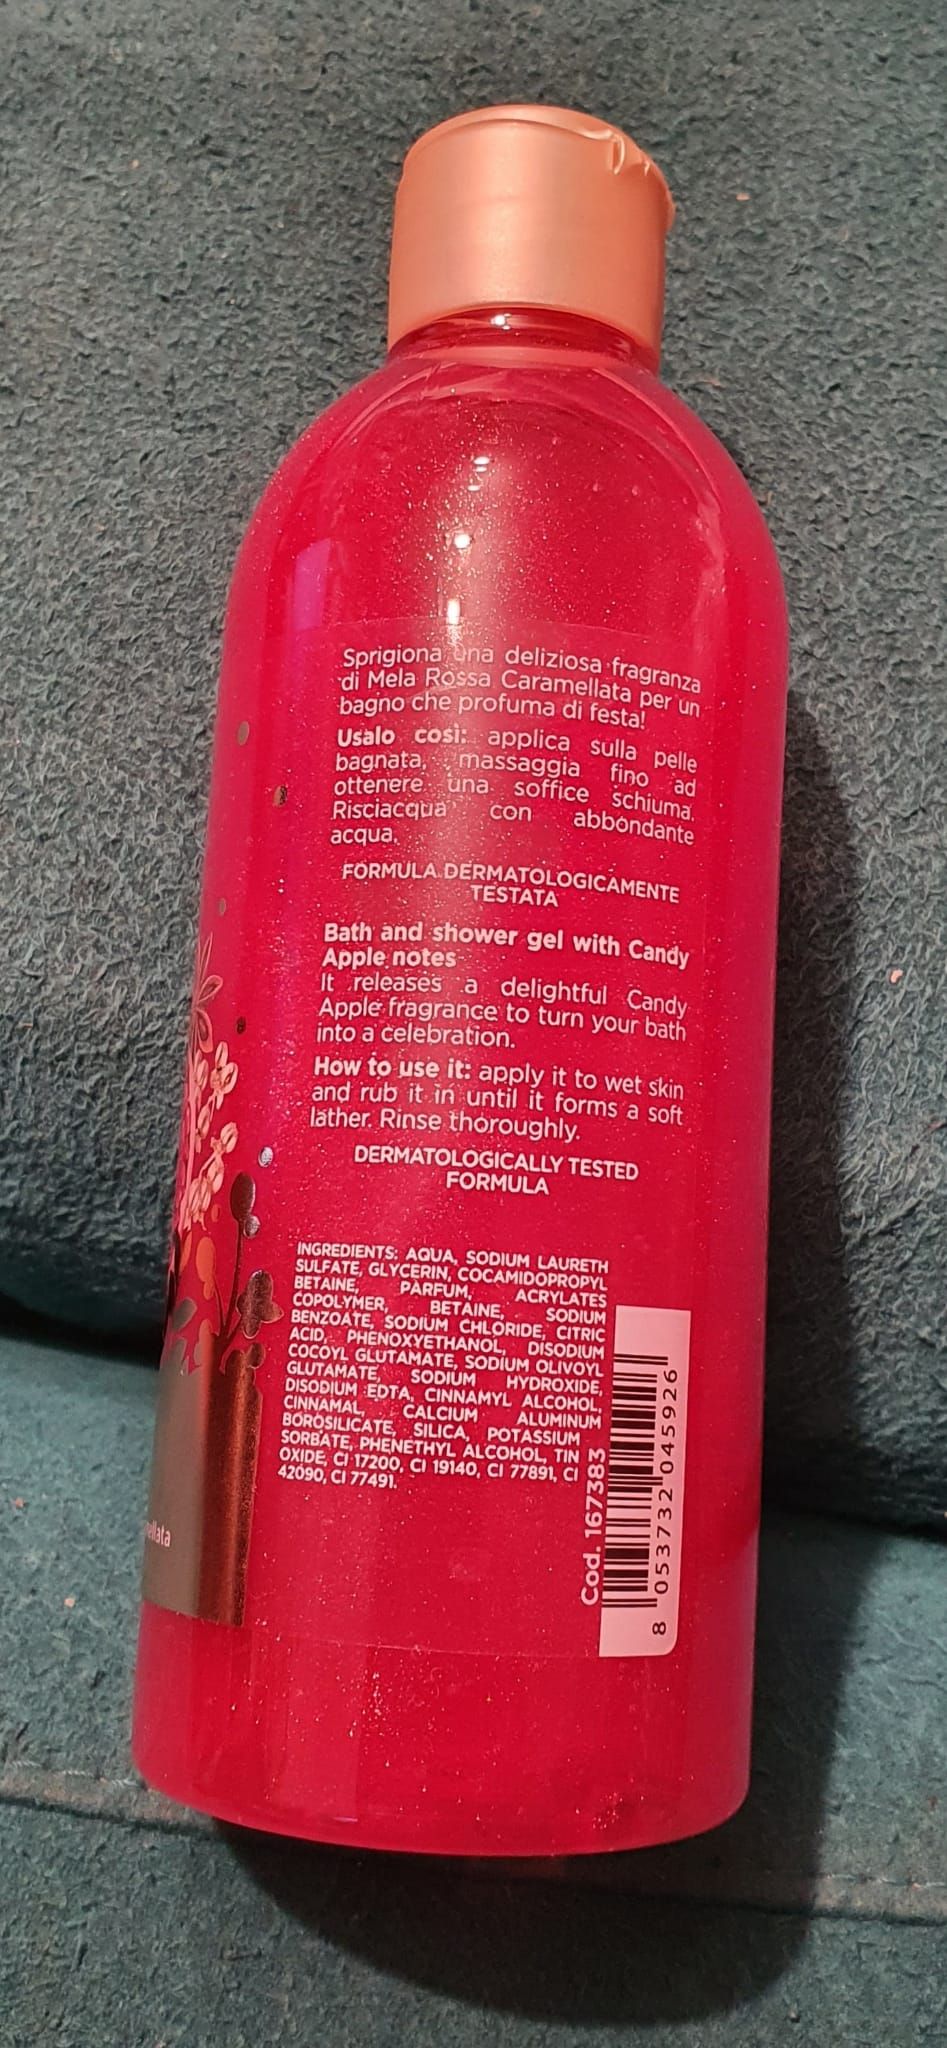 Sprigiona una deliziosa fragranza
di Mela Rossa Caramellata per un
bagno che profuma di festa!
Usalo così: applica sulla pelle
bagnata, massaggia fino ad
ottenere una soffice schiuma.
Risciacqua con abbondante
acqua.
FORMULA DERMATOLOGICAMENTE
TESTATA
Bath and shower gel with Candy
Apple notes
It releases a delightful Candy
Apple fragrance to turn your bath
into a celebration.
How to use it: apply it to wet skin
and rub it in until it forms a soft
lather. Rinse thoroughly.
DERMATOLOGICALLY TESTED
FORMULA
INGREDIENTS: AQUA, SODIUM LAURETH
SULFATE, GLYCERIN, COCAMIDOPROPYL
BETAINE, PARFUM, ACRYLATES
COPOLYMER, BETAINE, SODIUM
BENZOATE, SODIUM CHLORIDE, CITRIC
ACID, PHENOXYETHANOL, DISODIUM
COCOYL GLUTAMATE, SODIUM OLIVOYL
GLUTAMATE, SODIUM HYDROXIDE,
DISODIUM EDTA, CINNAMYL ALCOHOL,
CINNAMAL, CALCIUM ALUMINUM
BOROSILICATE, SILICA, POTASSIUM
SORBATE, PHENETHYL ALCOHOL, TIN
OXIDE, CI 17200, CI 19140, CI 77891, CI
42090, CI 77491.
Cod. 167383
8 053732 045926